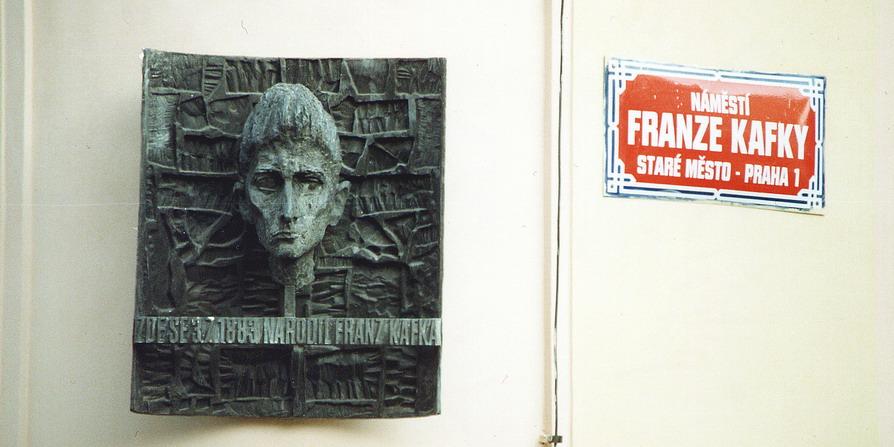 ZDE SE 3.7.1883 NARODIL FRANZ KAFKA
NÁMĚSTÍ
FRANZE KAFKY
STARÉ MĚSTO - PRAHA 1